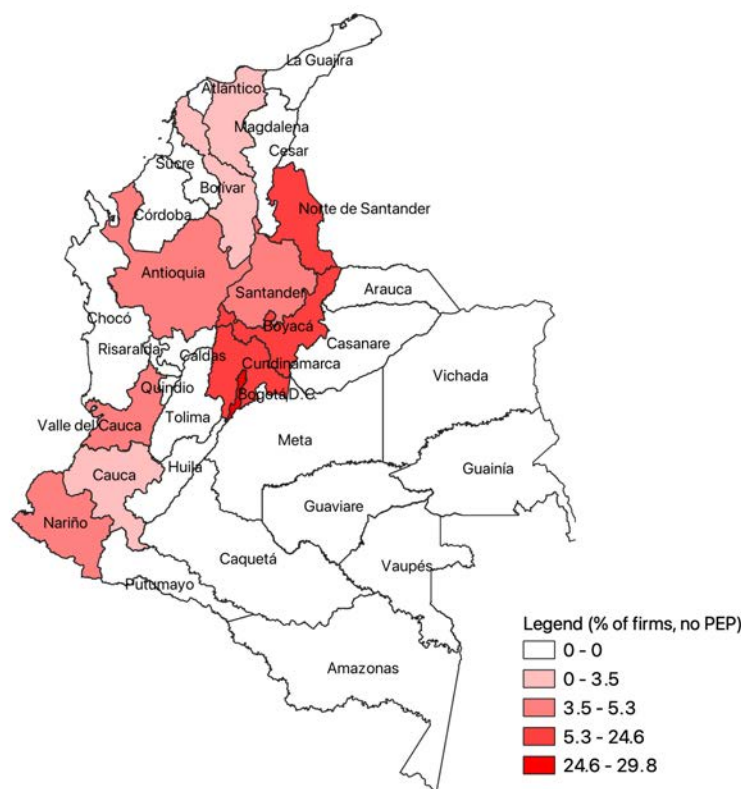 La Guajira
Atlántico
Magdalena
Cesar
Sucre
Bolívar
Norte de Santander
Córdoba
Antioquia
Santander
Arauca
Chocó
Boyacá
Risaralda
Caldas
Cundinamarca
Casanare
Vichada
Quindío
Bogotá D.C.
Valle del Cauca
Tolima
Meta
Cauca
Huila
Guainía
Guaviare
Nariño
Caquetá
Vaupés
Putumayo
Amazonas
Legend (% of firms, no PEP)
0 - 0
0 - 3.5
3.5 - 5.3
5.3 - 24.6
24.6 - 29.8